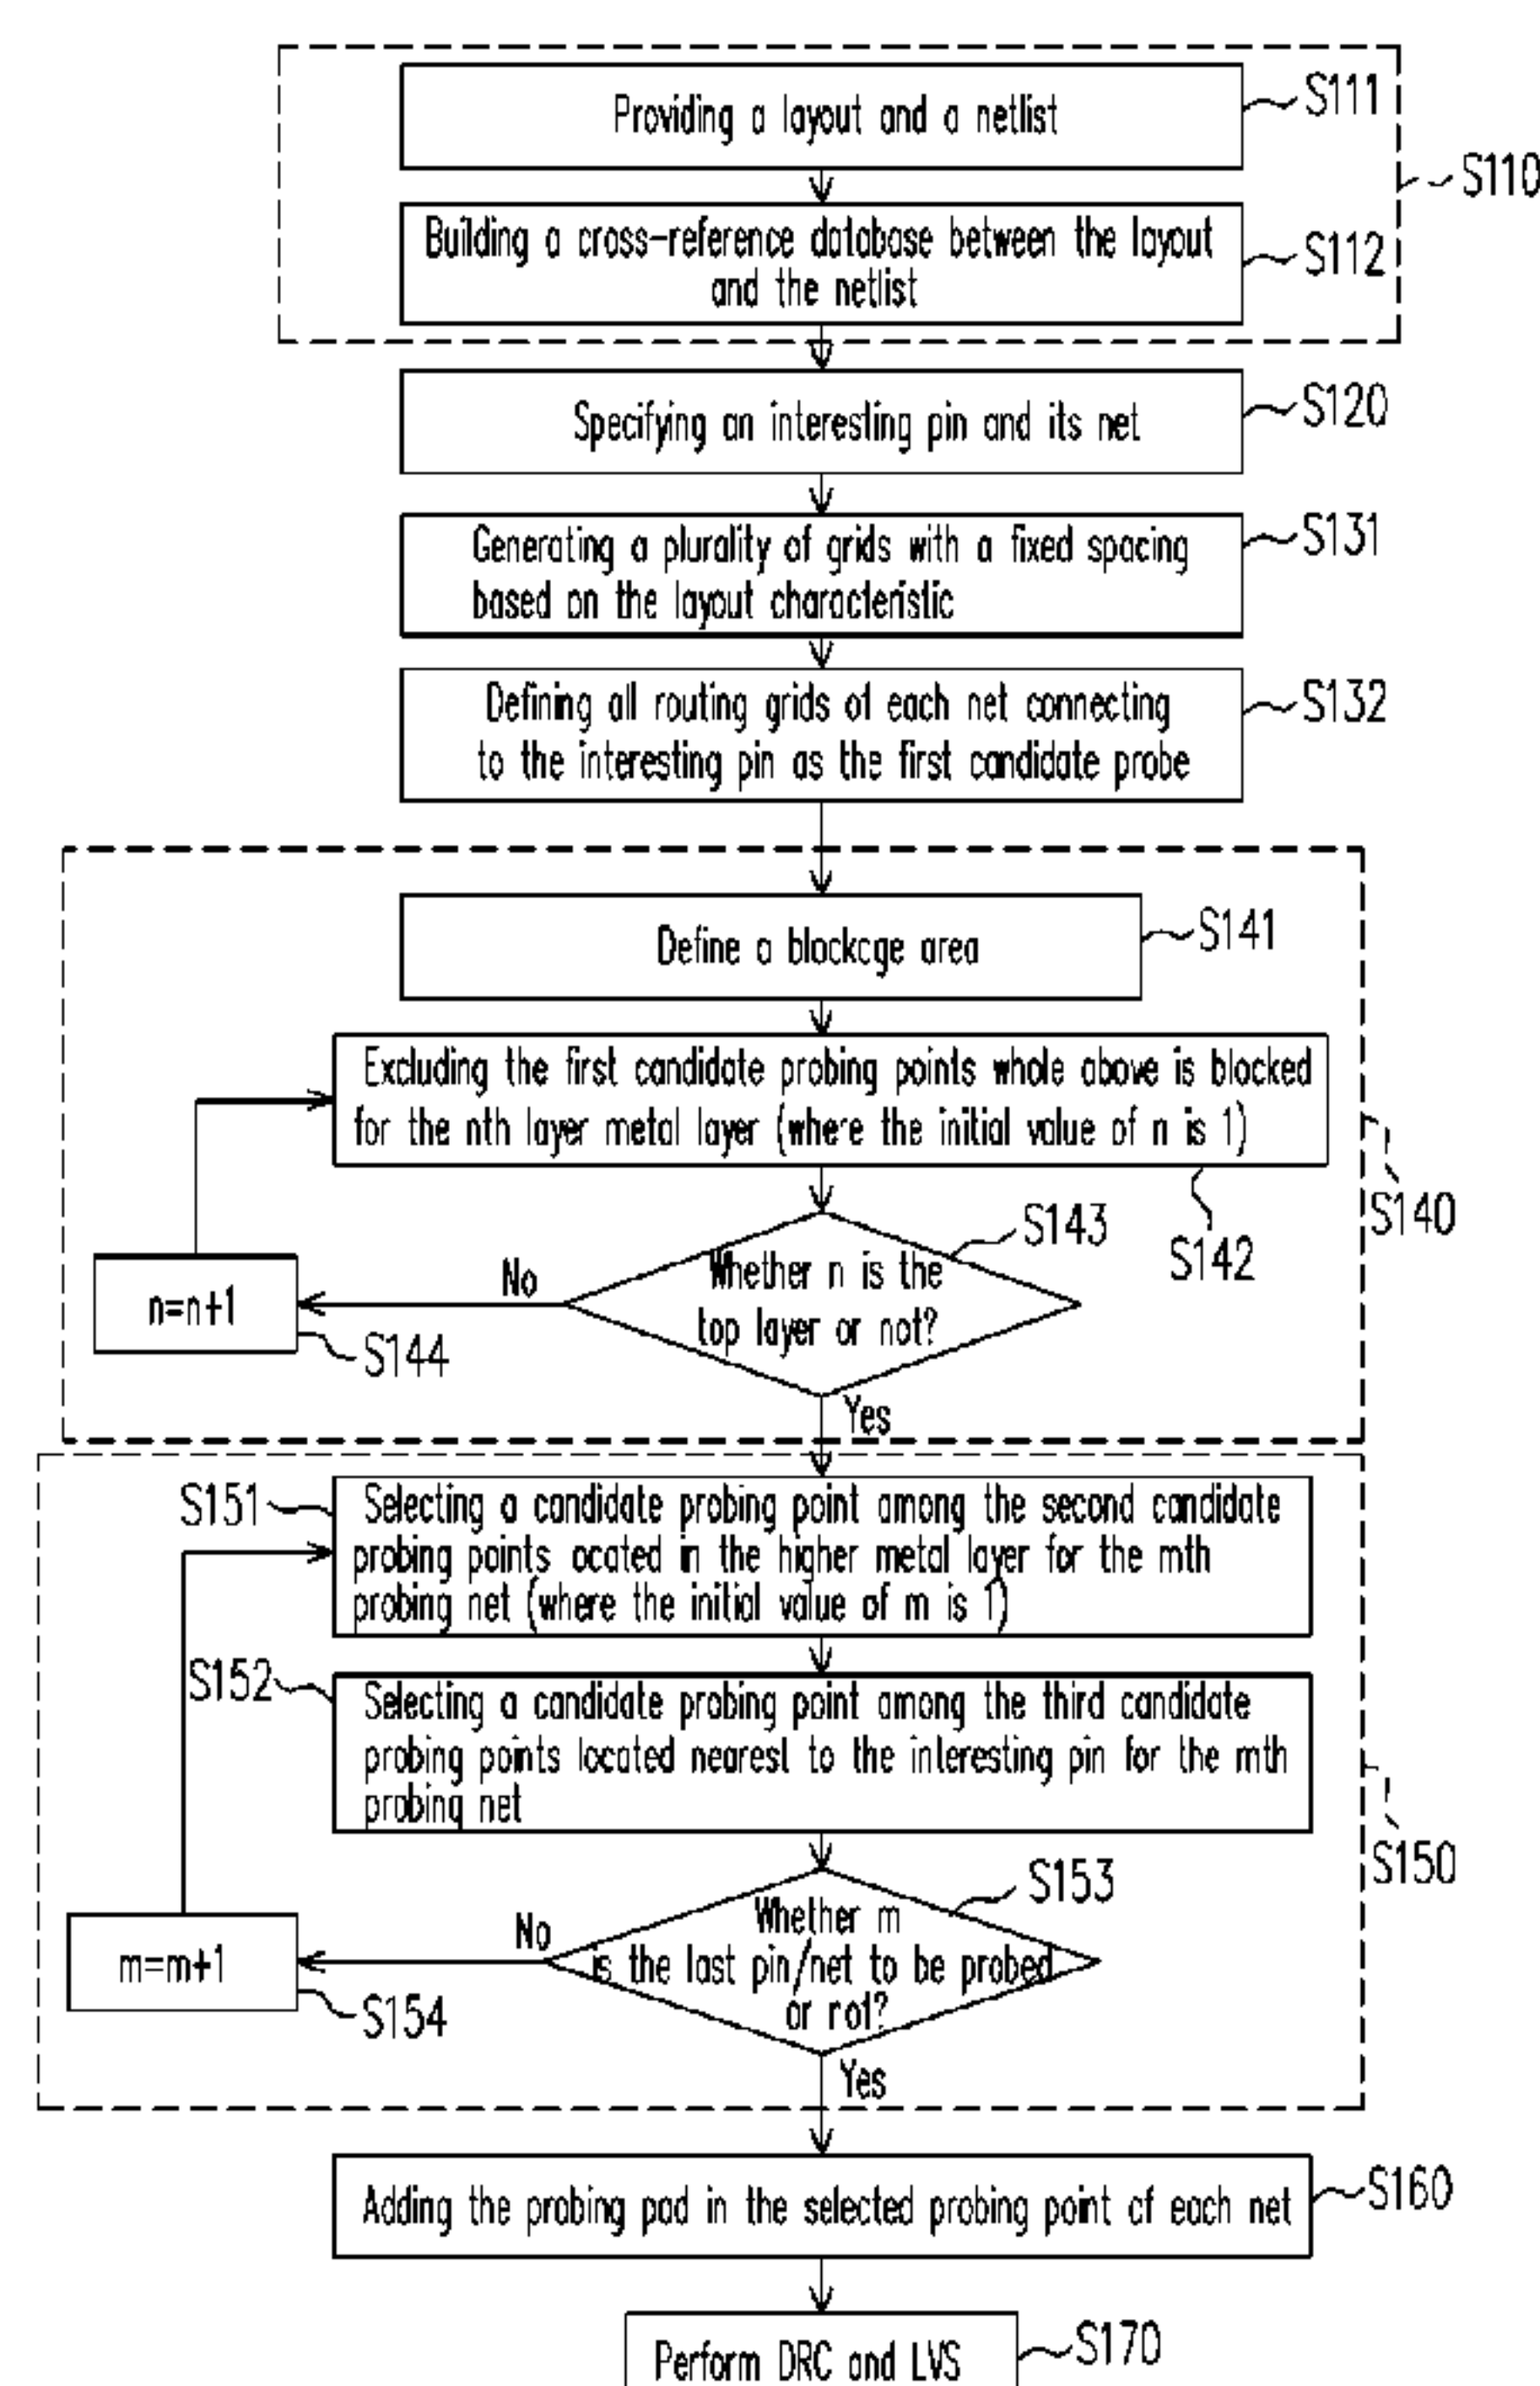 Providing a layout and a netlist
S111
S110
Building a cross-reference database between the layout
and the netlist
S112
Specifying an interesting pin and its net
S120
Generating a plurality of grids with a fixed spacing
based on the layout characteristic
S131
Defining all routing grids of each net connecting
to the interesting pin as the first candidate probe
S132
Define a blockage area
S141
Excluding the first candidate probing points whole above is blocked
for the nth layer metal layer (where the initial value of n is 1)
S142
S140
S143
Whether n is the
top layer or not?
No
n=n+1
S144
Yes
S151
Selecting a candidate probing point among the second candidate
probing points ocated in the higher metal layer for the mth
probing net (where the initial value of m is 1)
S152
Selecting a candidate probing point among the third candidate
probing points located nearest to the interesting pin for the mth
probing net
S150
S153
Whether m
is the last pin/net to be probed
or not?
No
m=m+1
S154
Yes
Adding the probing pad in the selected probing point of each net
S160
Perform DRC and LVS
S170